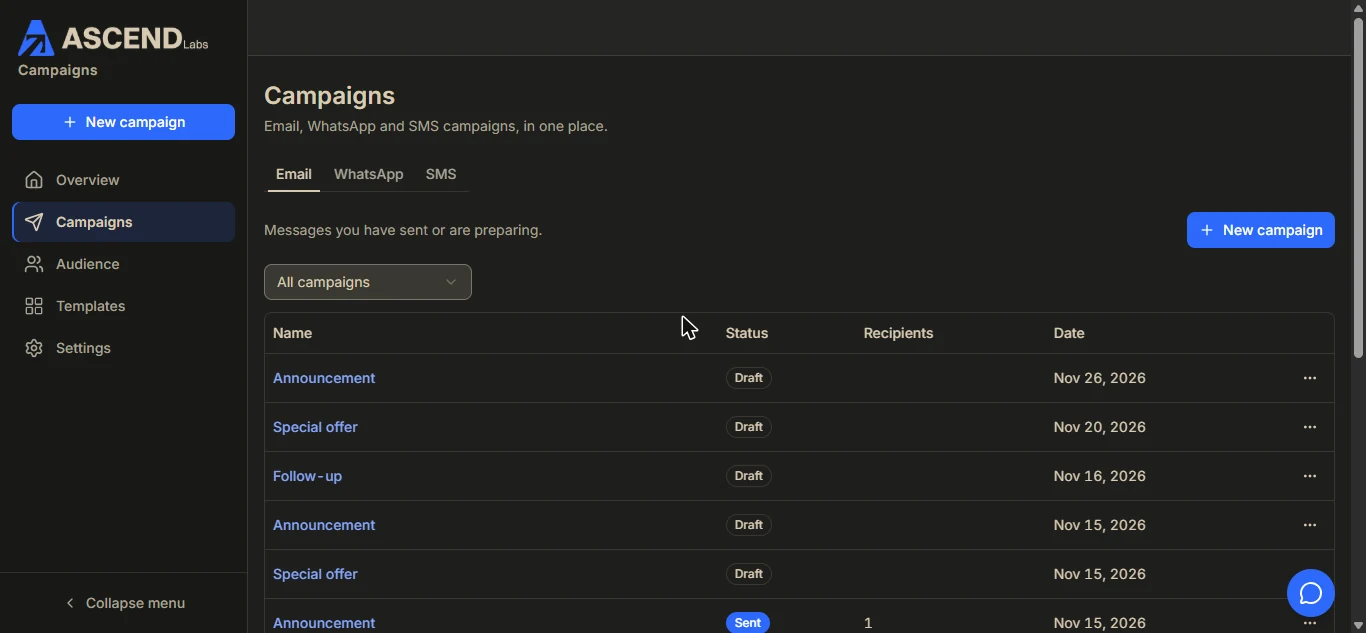 ASCEND Labs
Campaigns
+ New campaign
Overview
Campaigns
Audience
Templates
Settings
Collapse menu
Campaigns
Email, WhatsApp and SMS campaigns, in one place.
Email WhatsApp SMS
Messages you have sent or are preparing.
+ New campaign
All campaigns
Name Status Recipients Date
Announcement Draft Nov 26, 2026
Special offer Draft Nov 20, 2026
Follow-up Draft Nov 16, 2026
Announcement Draft Nov 15, 2026
Special offer Draft Nov 15, 2026
Announcement Sent 1 Nov 15, 2026